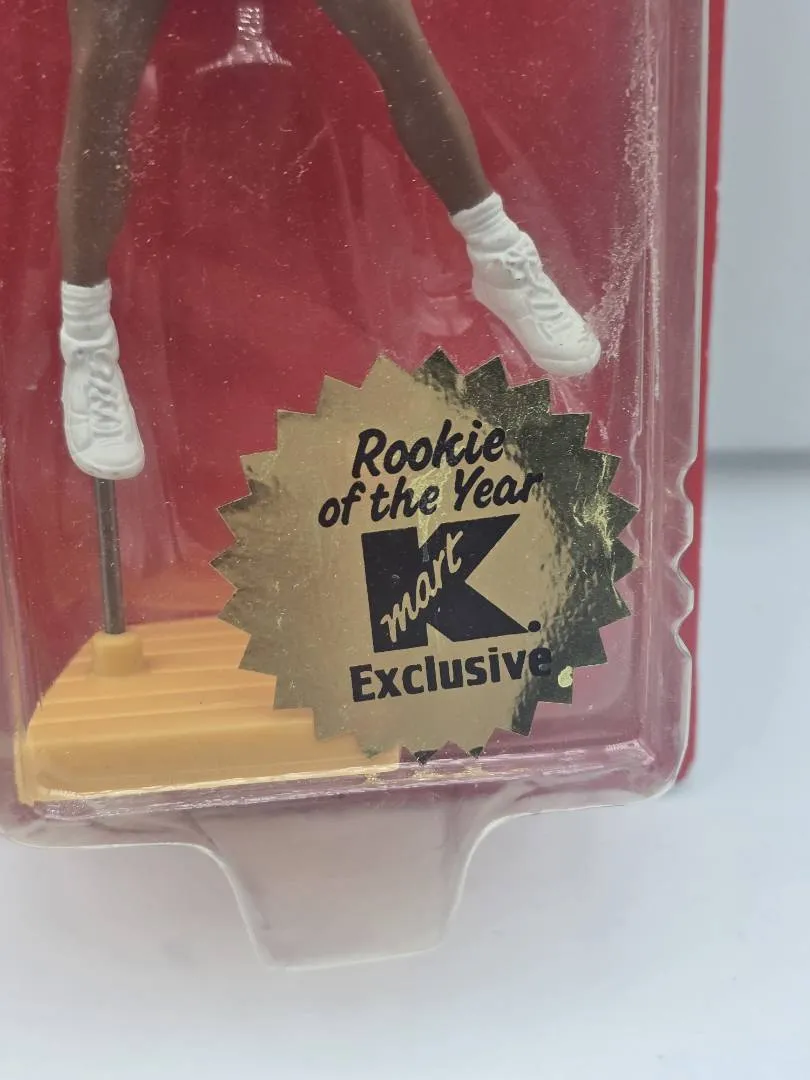 Rookie
of the Year
K
mart
Exclusive